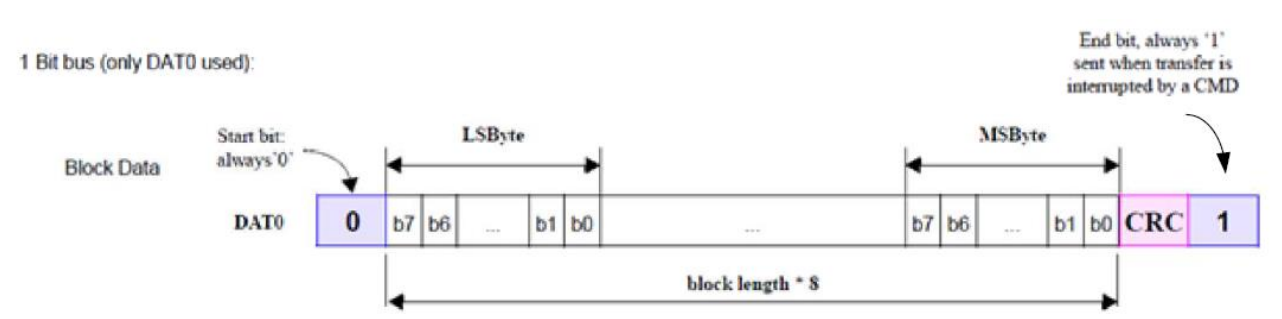 1 Bit bus (only DAT0 used):
End bit, always '1'
sent when transfer is
interrupted by a CMD
Start bit:
always'0'
LSByte
MSByte
Block Data
DAT0
0 b7 b6 ... b1 b0 ... b7 b6 ... b1 b0 CRC 1
block length * 8